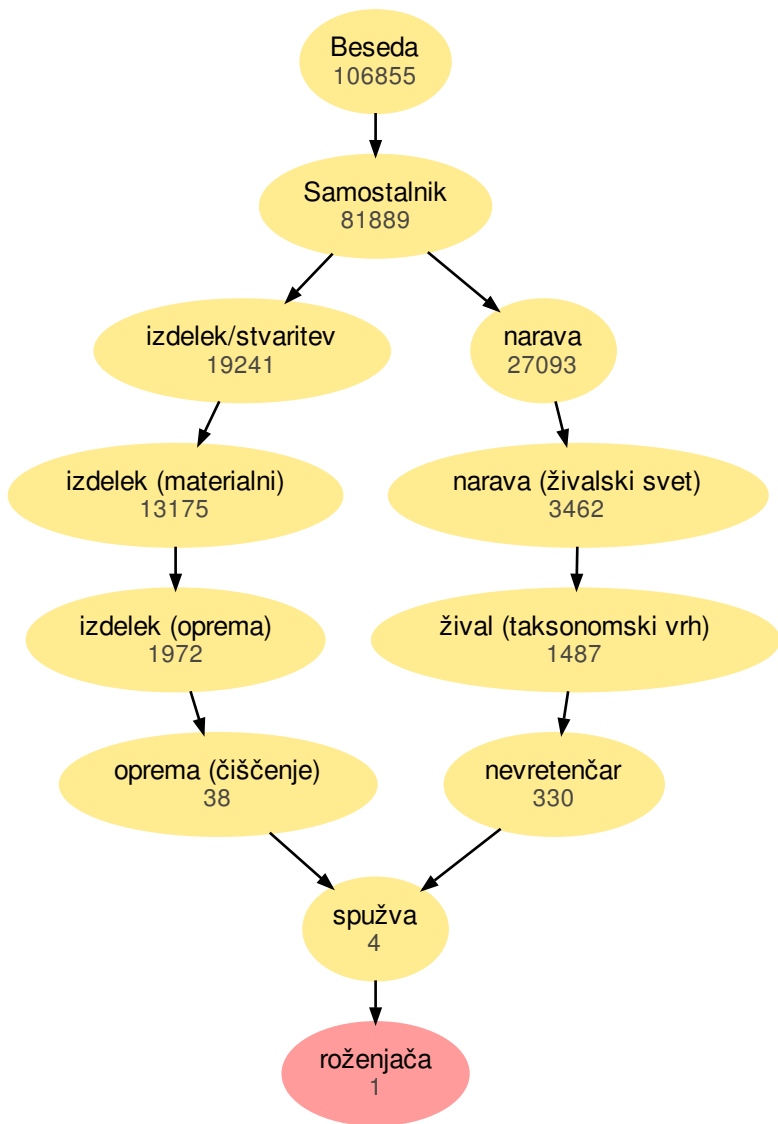 Beseda
106855
Samostalnik
81889
izdelek/stvaritev
19241
narava
27093
izdelek (materialni)
13175
narava (živalski svet)
3462
izdelek (oprema)
1972
žival (taksonomski vrh)
1487
oprema (čiščenje)
38
nevretenčar
330
spužva
4
roženjača
1